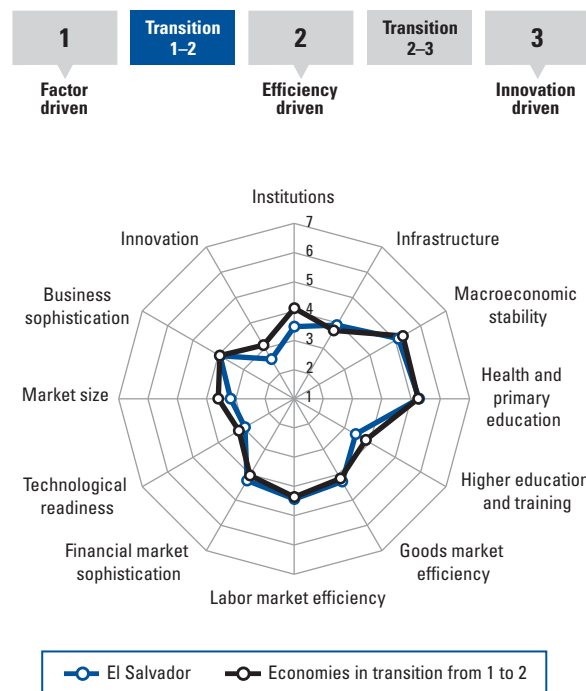 1
Transition
1–2
2
Transition
2–3
3
Factor
driven
Efficiency
driven
Innovation
driven
Institutions
7
6
5
4
3
2
1
Infrastructure
Macroeconomic
stability
Health and
primary
education
Higher education
and training
Goods market
efficiency
Labor market efficiency
Financial market
sophistication
Technological
readiness
Market size
Business
sophistication
Innovation
El Salvador
Economies in transition from 1 to 2